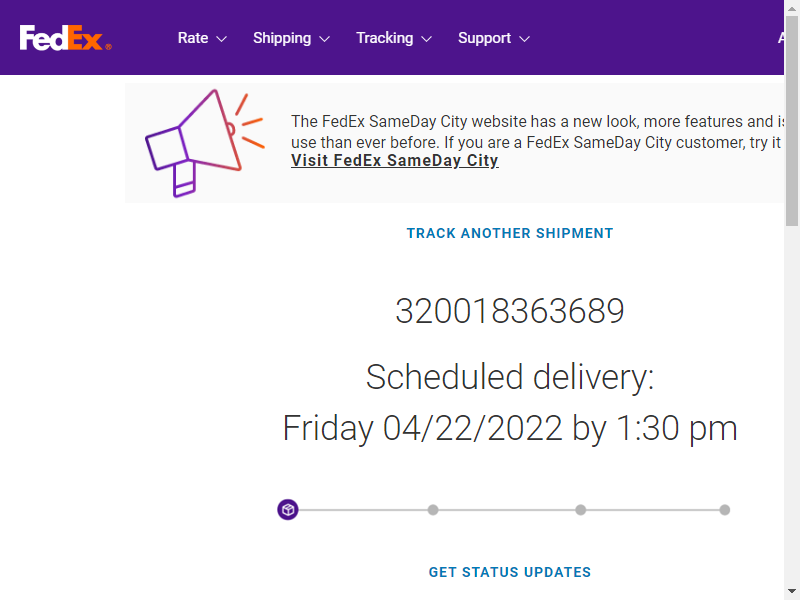 FedEx®
Rate
Shipping
Tracking
Support
The FedEx SameDay City website has a new look, more features and is
use than ever before. If you are a FedEx SameDay City customer, try it
Visit FedEx SameDay City
TRACK ANOTHER SHIPMENT
320018363689
Scheduled delivery:
Friday 04/22/2022 by 1:30 pm
GET STATUS UPDATES